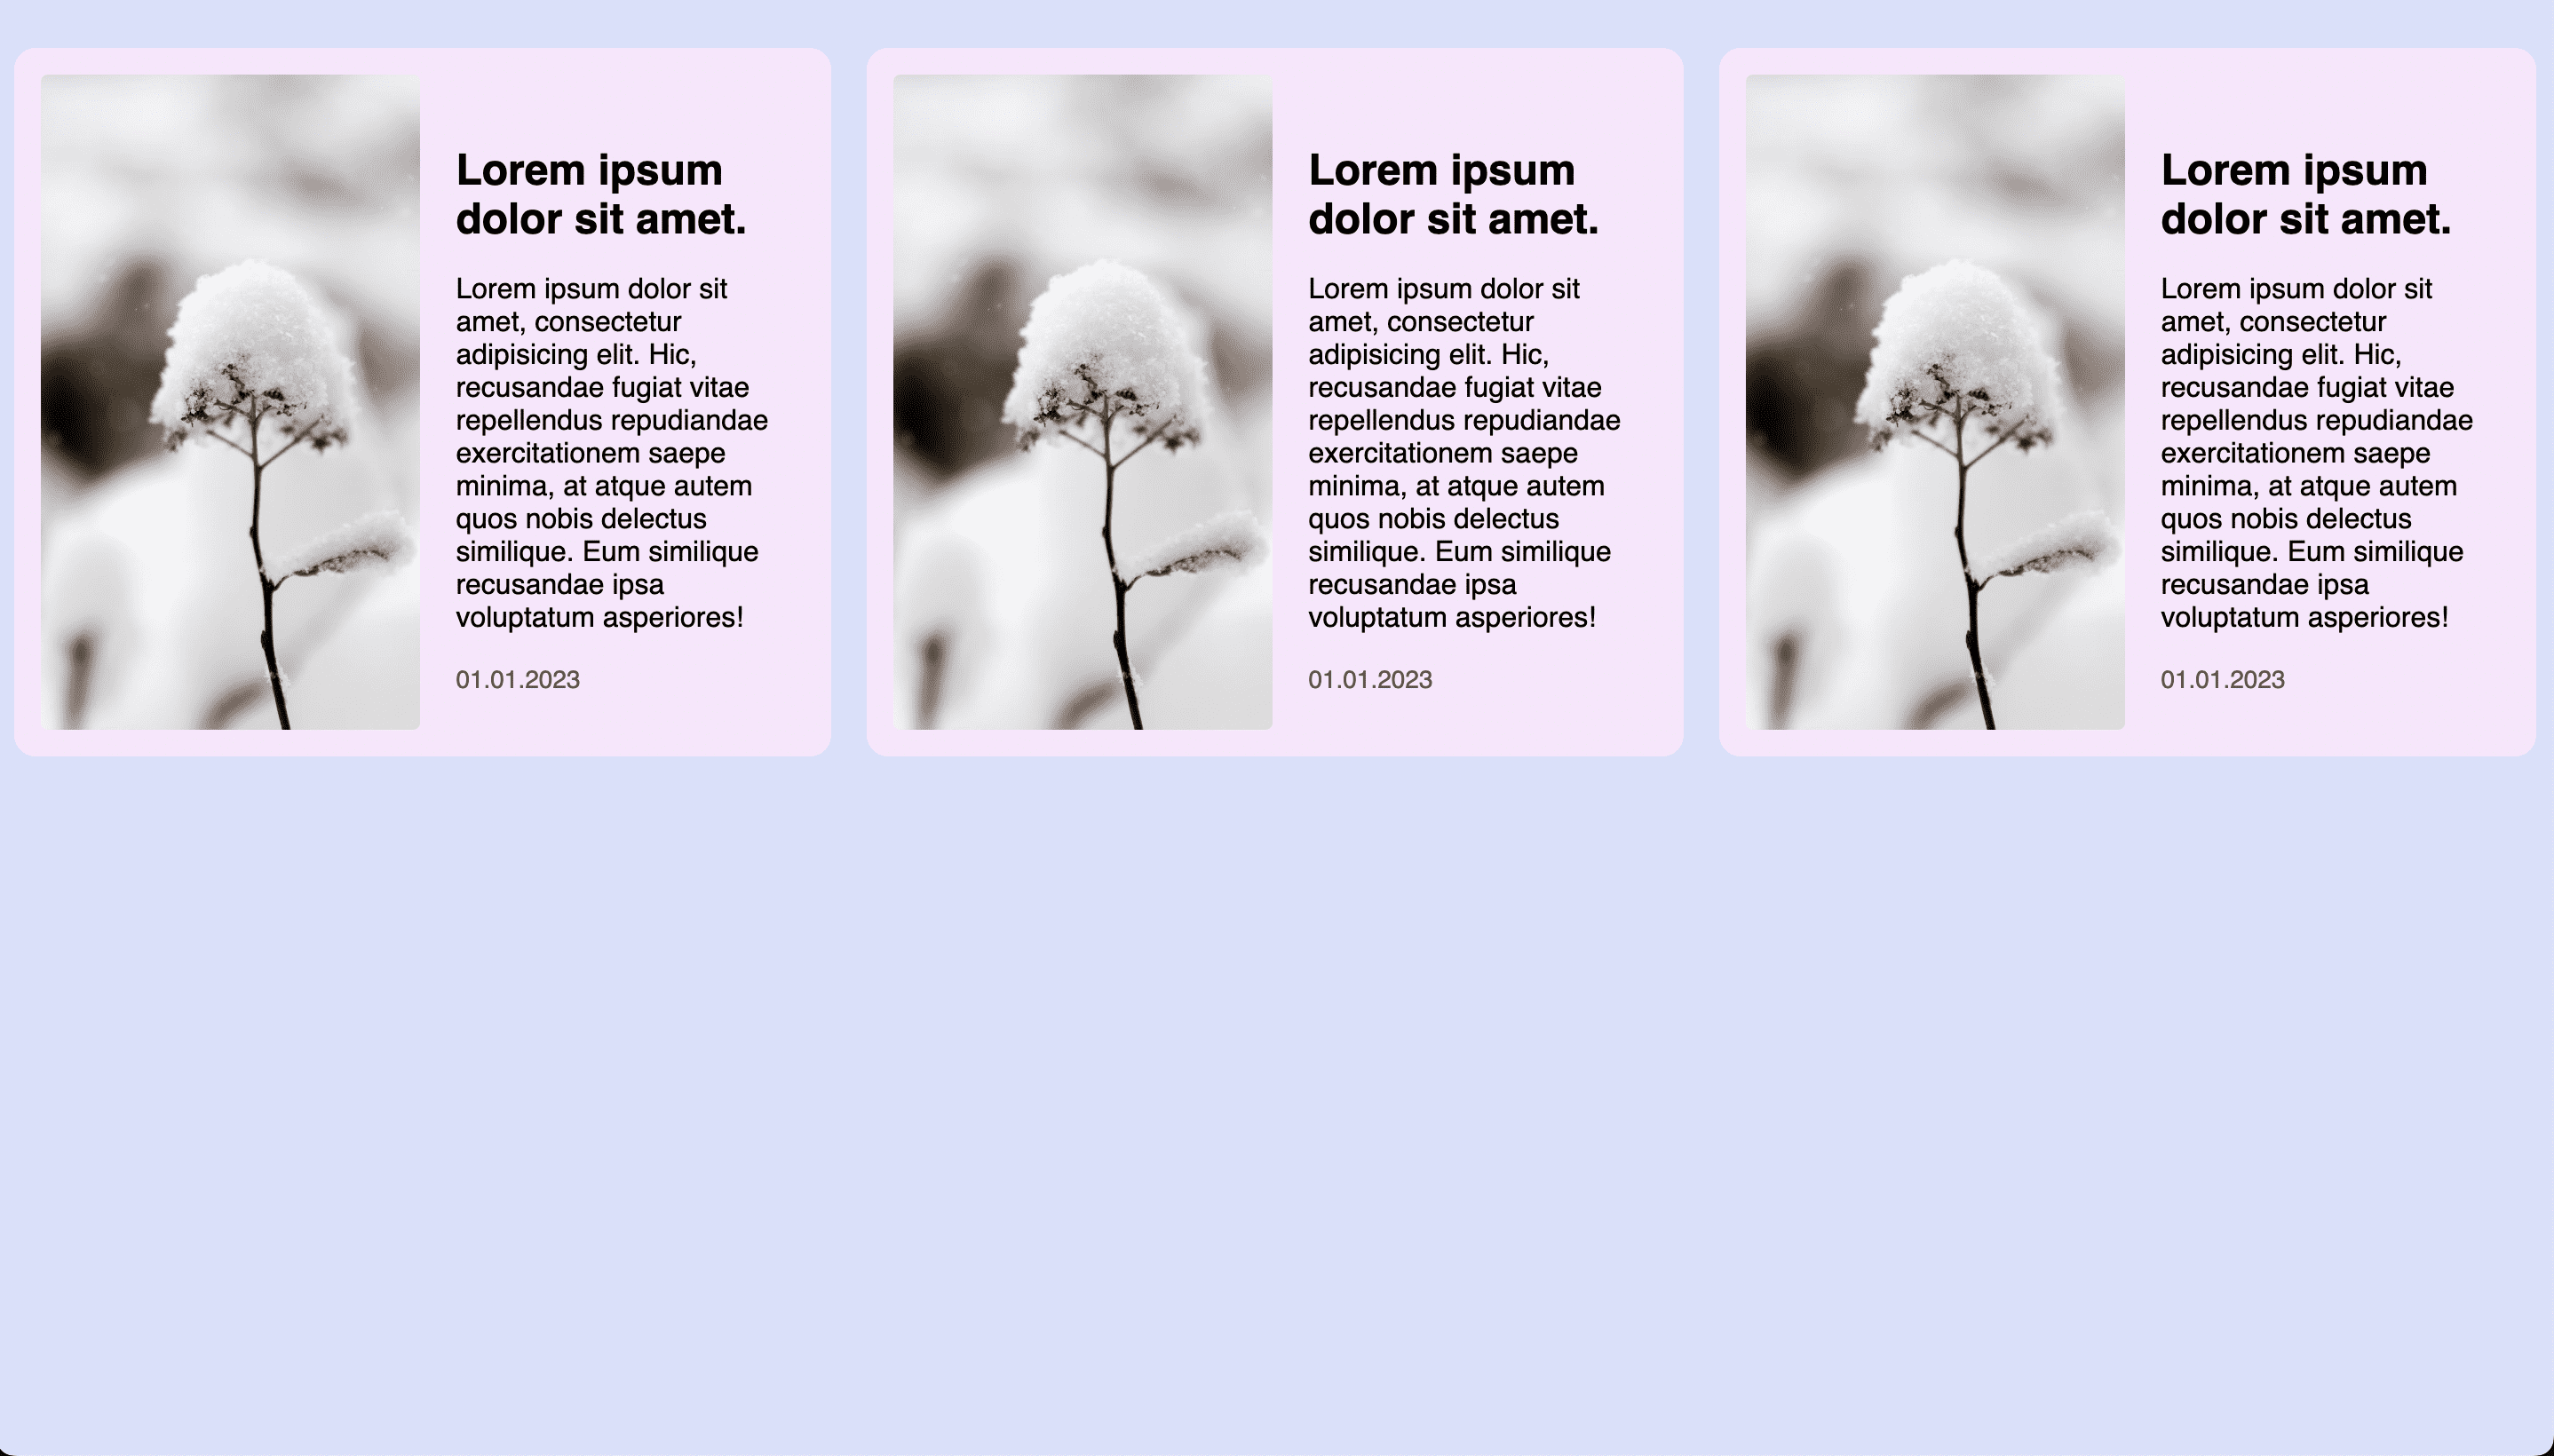 Lorem ipsum
dolor sit amet.
Lorem ipsum dolor sit
amet, consectetur
adipisicing elit. Hic,
recusandae fugiat vitae
repellendus repudiandae
exercitationem saepe
minima, at atque autem
quos nobis delectus
similique. Eum similique
recusandae ipsa
voluptatum asperiores!
01.01.2023
Lorem ipsum
dolor sit amet.
Lorem ipsum dolor sit
amet, consectetur
adipisicing elit. Hic,
recusandae fugiat vitae
repellendus repudiandae
exercitationem saepe
minima, at atque autem
quos nobis delectus
similique. Eum similique
recusandae ipsa
voluptatum asperiores!
01.01.2023
Lorem ipsum
dolor sit amet.
Lorem ipsum dolor sit
amet, consectetur
adipisicing elit. Hic,
recusandae fugiat vitae
repellendus repudiandae
exercitationem saepe
minima, at atque autem
quos nobis delectus
similique. Eum similique
recusandae ipsa
voluptatum asperiores!
01.01.2023